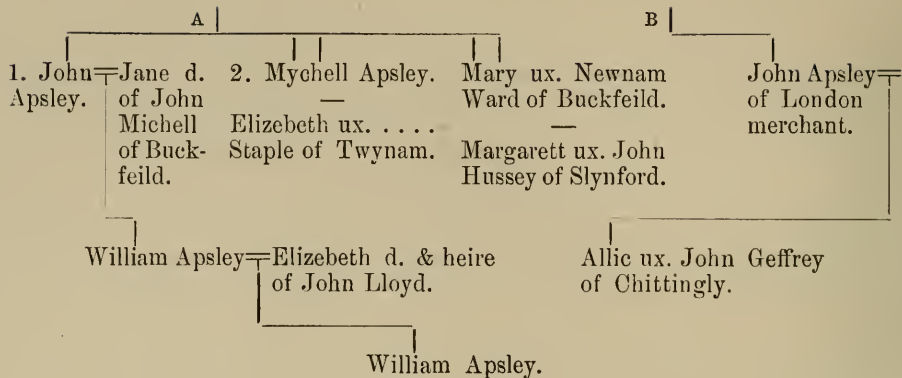 A
B
1. John Apsley.
Jane d. of John Michell of Buck-feild.
2. Mychell Apsley.
—
Elizebeth ux. . . . . .
Staple of Twynam.
Mary ux. Newnam
Ward of Buckfeild.
—
Margarett ux. John
Hussey of Slynford.
John Apsley
of London
merchant.
William Apsley
Elizebeth d. & heire
of John Lloyd.
Allic ux. John Geffrey
of Chittingly.
William Apsley.